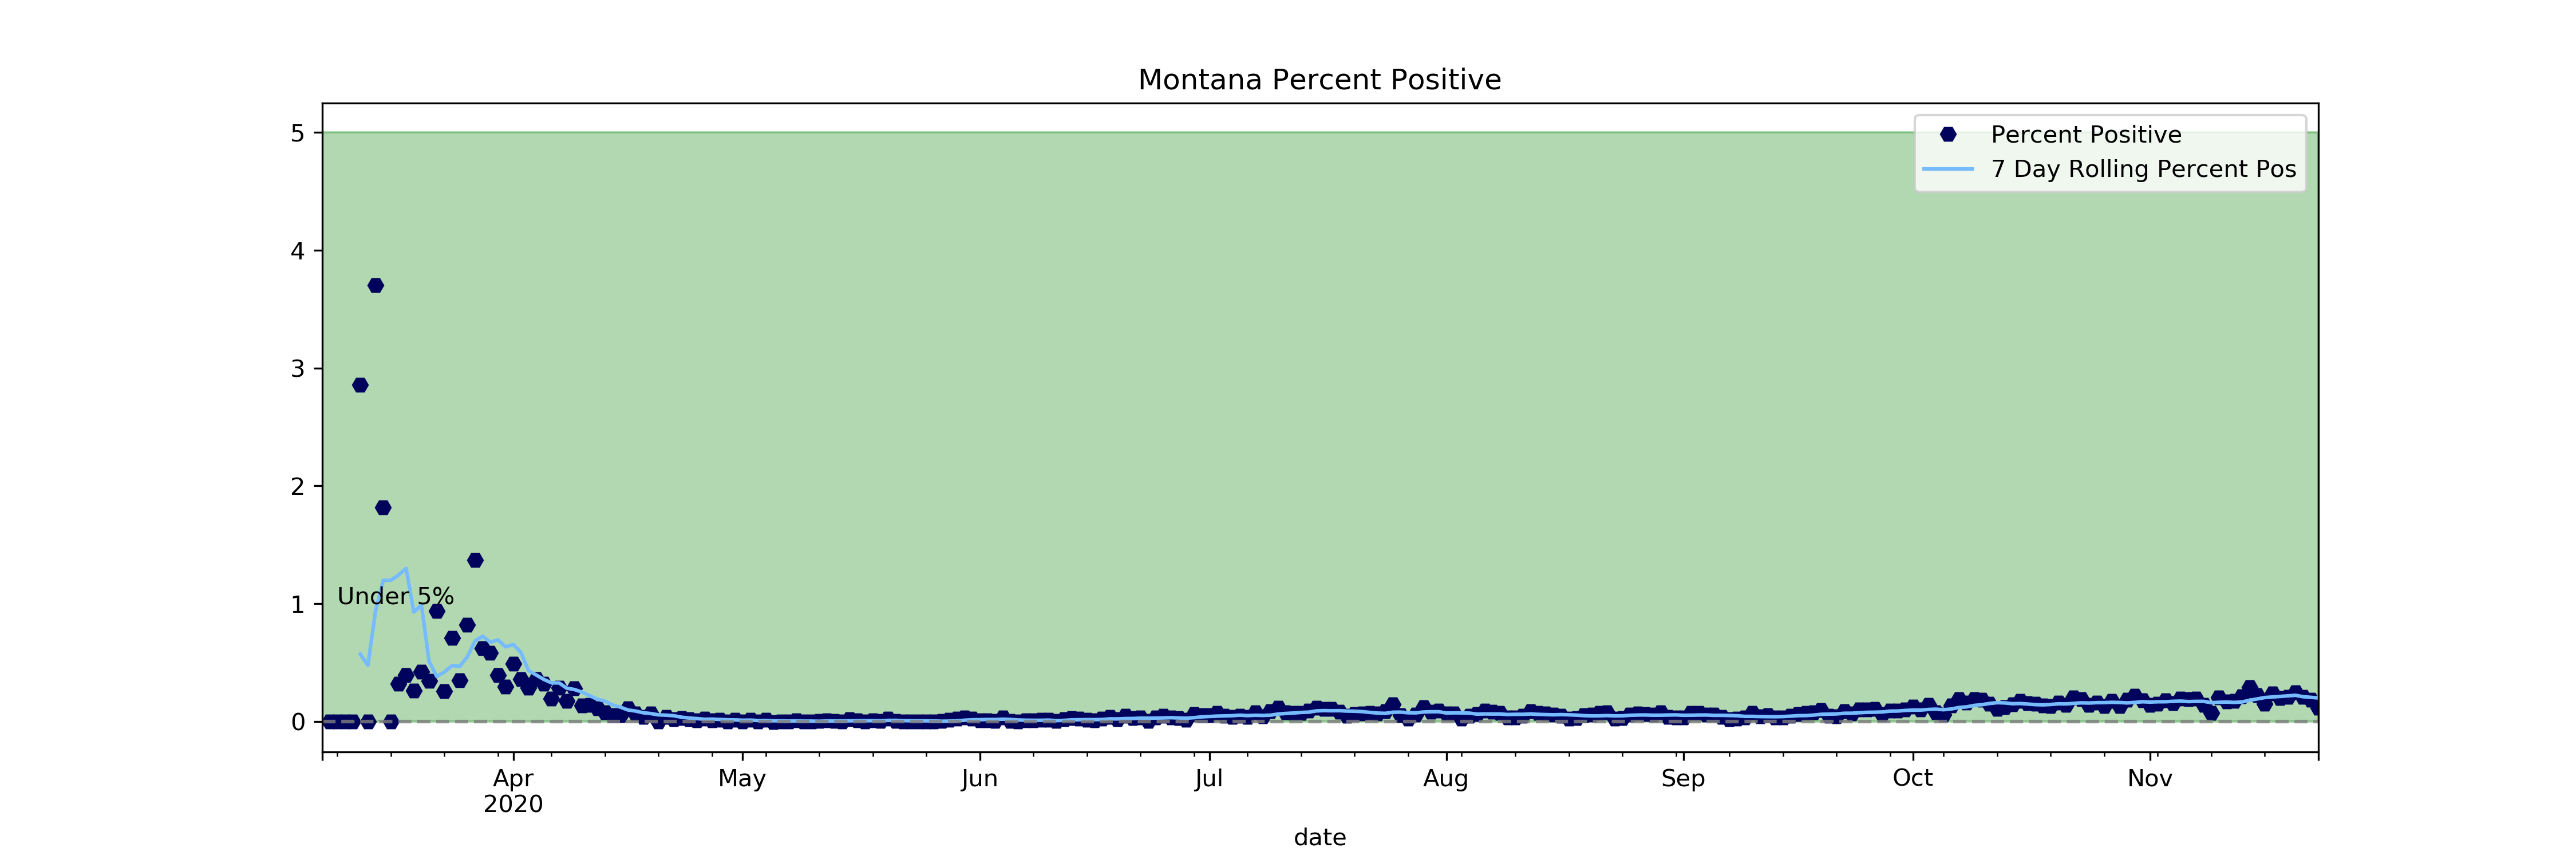 Montana Percent Positive
5
4
3
2
1
0
Percent Positive
7 Day Rolling Percent Pos
Under 5%
Apr
2020
May
Jun
Jul
Aug
Sep
Oct
Nov
date